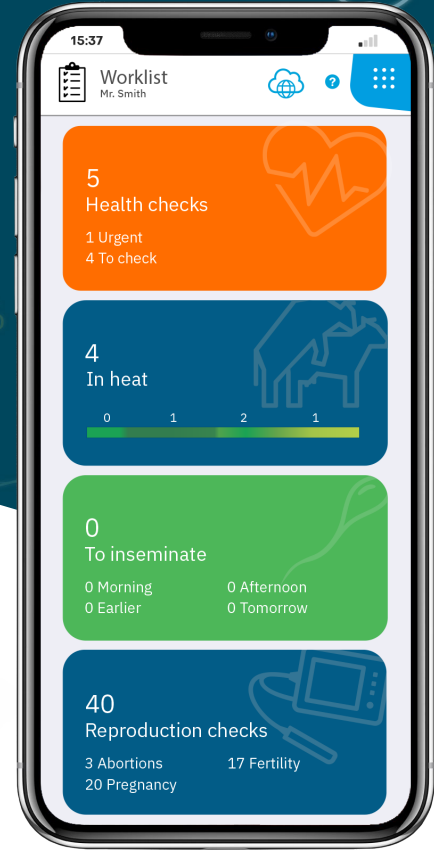 15:37
Worklist
Mr. Smith
?
5
Health checks
1 Urgent
4 To check
4
In heat
0 1 2 1
0
To inseminate
0 Morning 0 Afternoon
0 Earlier 0 Tomorrow
40
Reproduction checks
3 Abortions 17 Fertility
20 Pregnancy